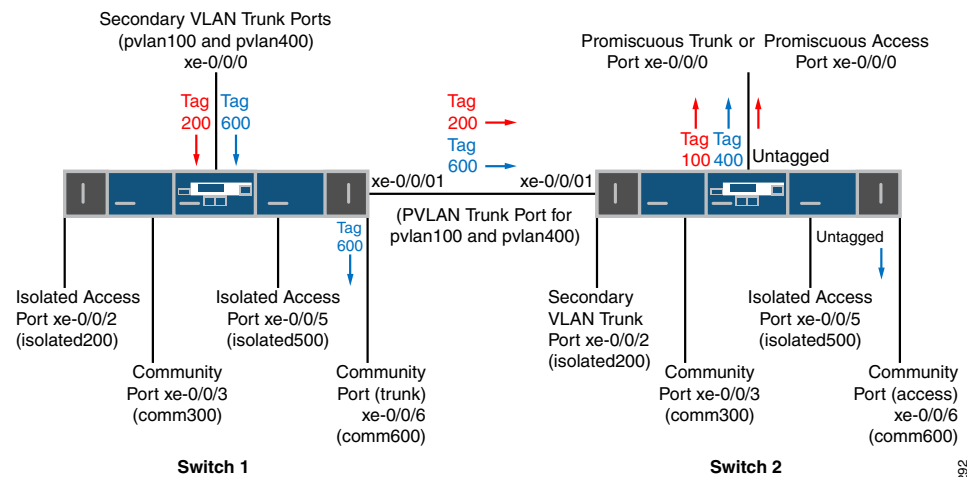 Secondary VLAN Trunk Ports
(pvlan100 and pvlan400)
xe-0/0/0
Promiscuous Trunk or
Port xe-0/0/0
Promiscuous Access
Port xe-0/0/0
Tag
200
Tag
600
Tag
200
Tag
600
Tag
100
Tag
400
Untagged
xe-0/0/01
xe-0/0/01
(PVLAN Trunk Port for
pvlan100 and pvlan400)
Tag
600
Untagged
Isolated Access
Port xe-0/0/2
(isolated200)
Isolated Access
Port xe-0/0/5
(isolated500)
Secondary
VLAN Trunk
Port xe-0/0/2
(isolated200)
Isolated Access
Port xe-0/0/5
(isolated500)
Community
Port xe-0/0/3
(comm300)
Community
Port (trunk)
xe-0/0/6
(comm600)
Community
Port xe-0/0/3
(comm300)
Community
Port (access)
xe-0/0/6
(comm600)
Switch 1
Switch 2